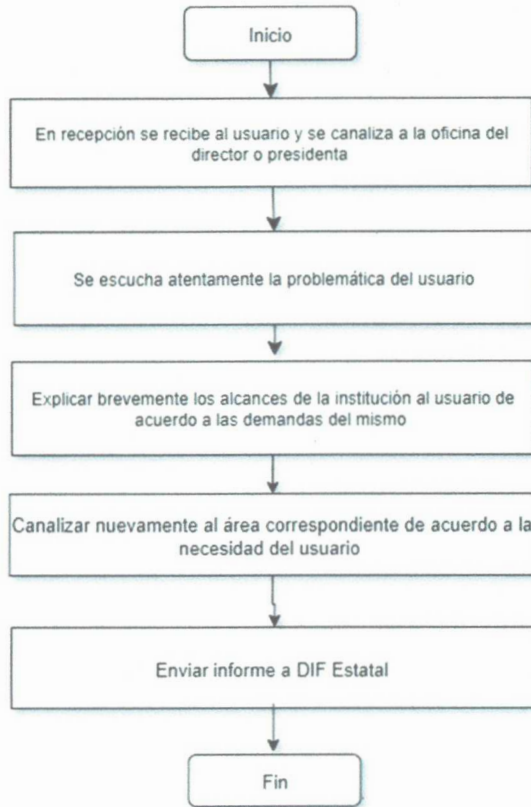 Inicio
En recepción se recibe al usuario y se canaliza a la oficina del
director o presidenta
Se escucha atentamente la problemática del usuario
Explicar brevemente los alcances de la institución al usuario de
acuerdo a las demandas del mismo
Canalizar nuevamente al área correspondiente de acuerdo a la
necesidad del usuario
Enviar informe a DIF Estatal
Fin